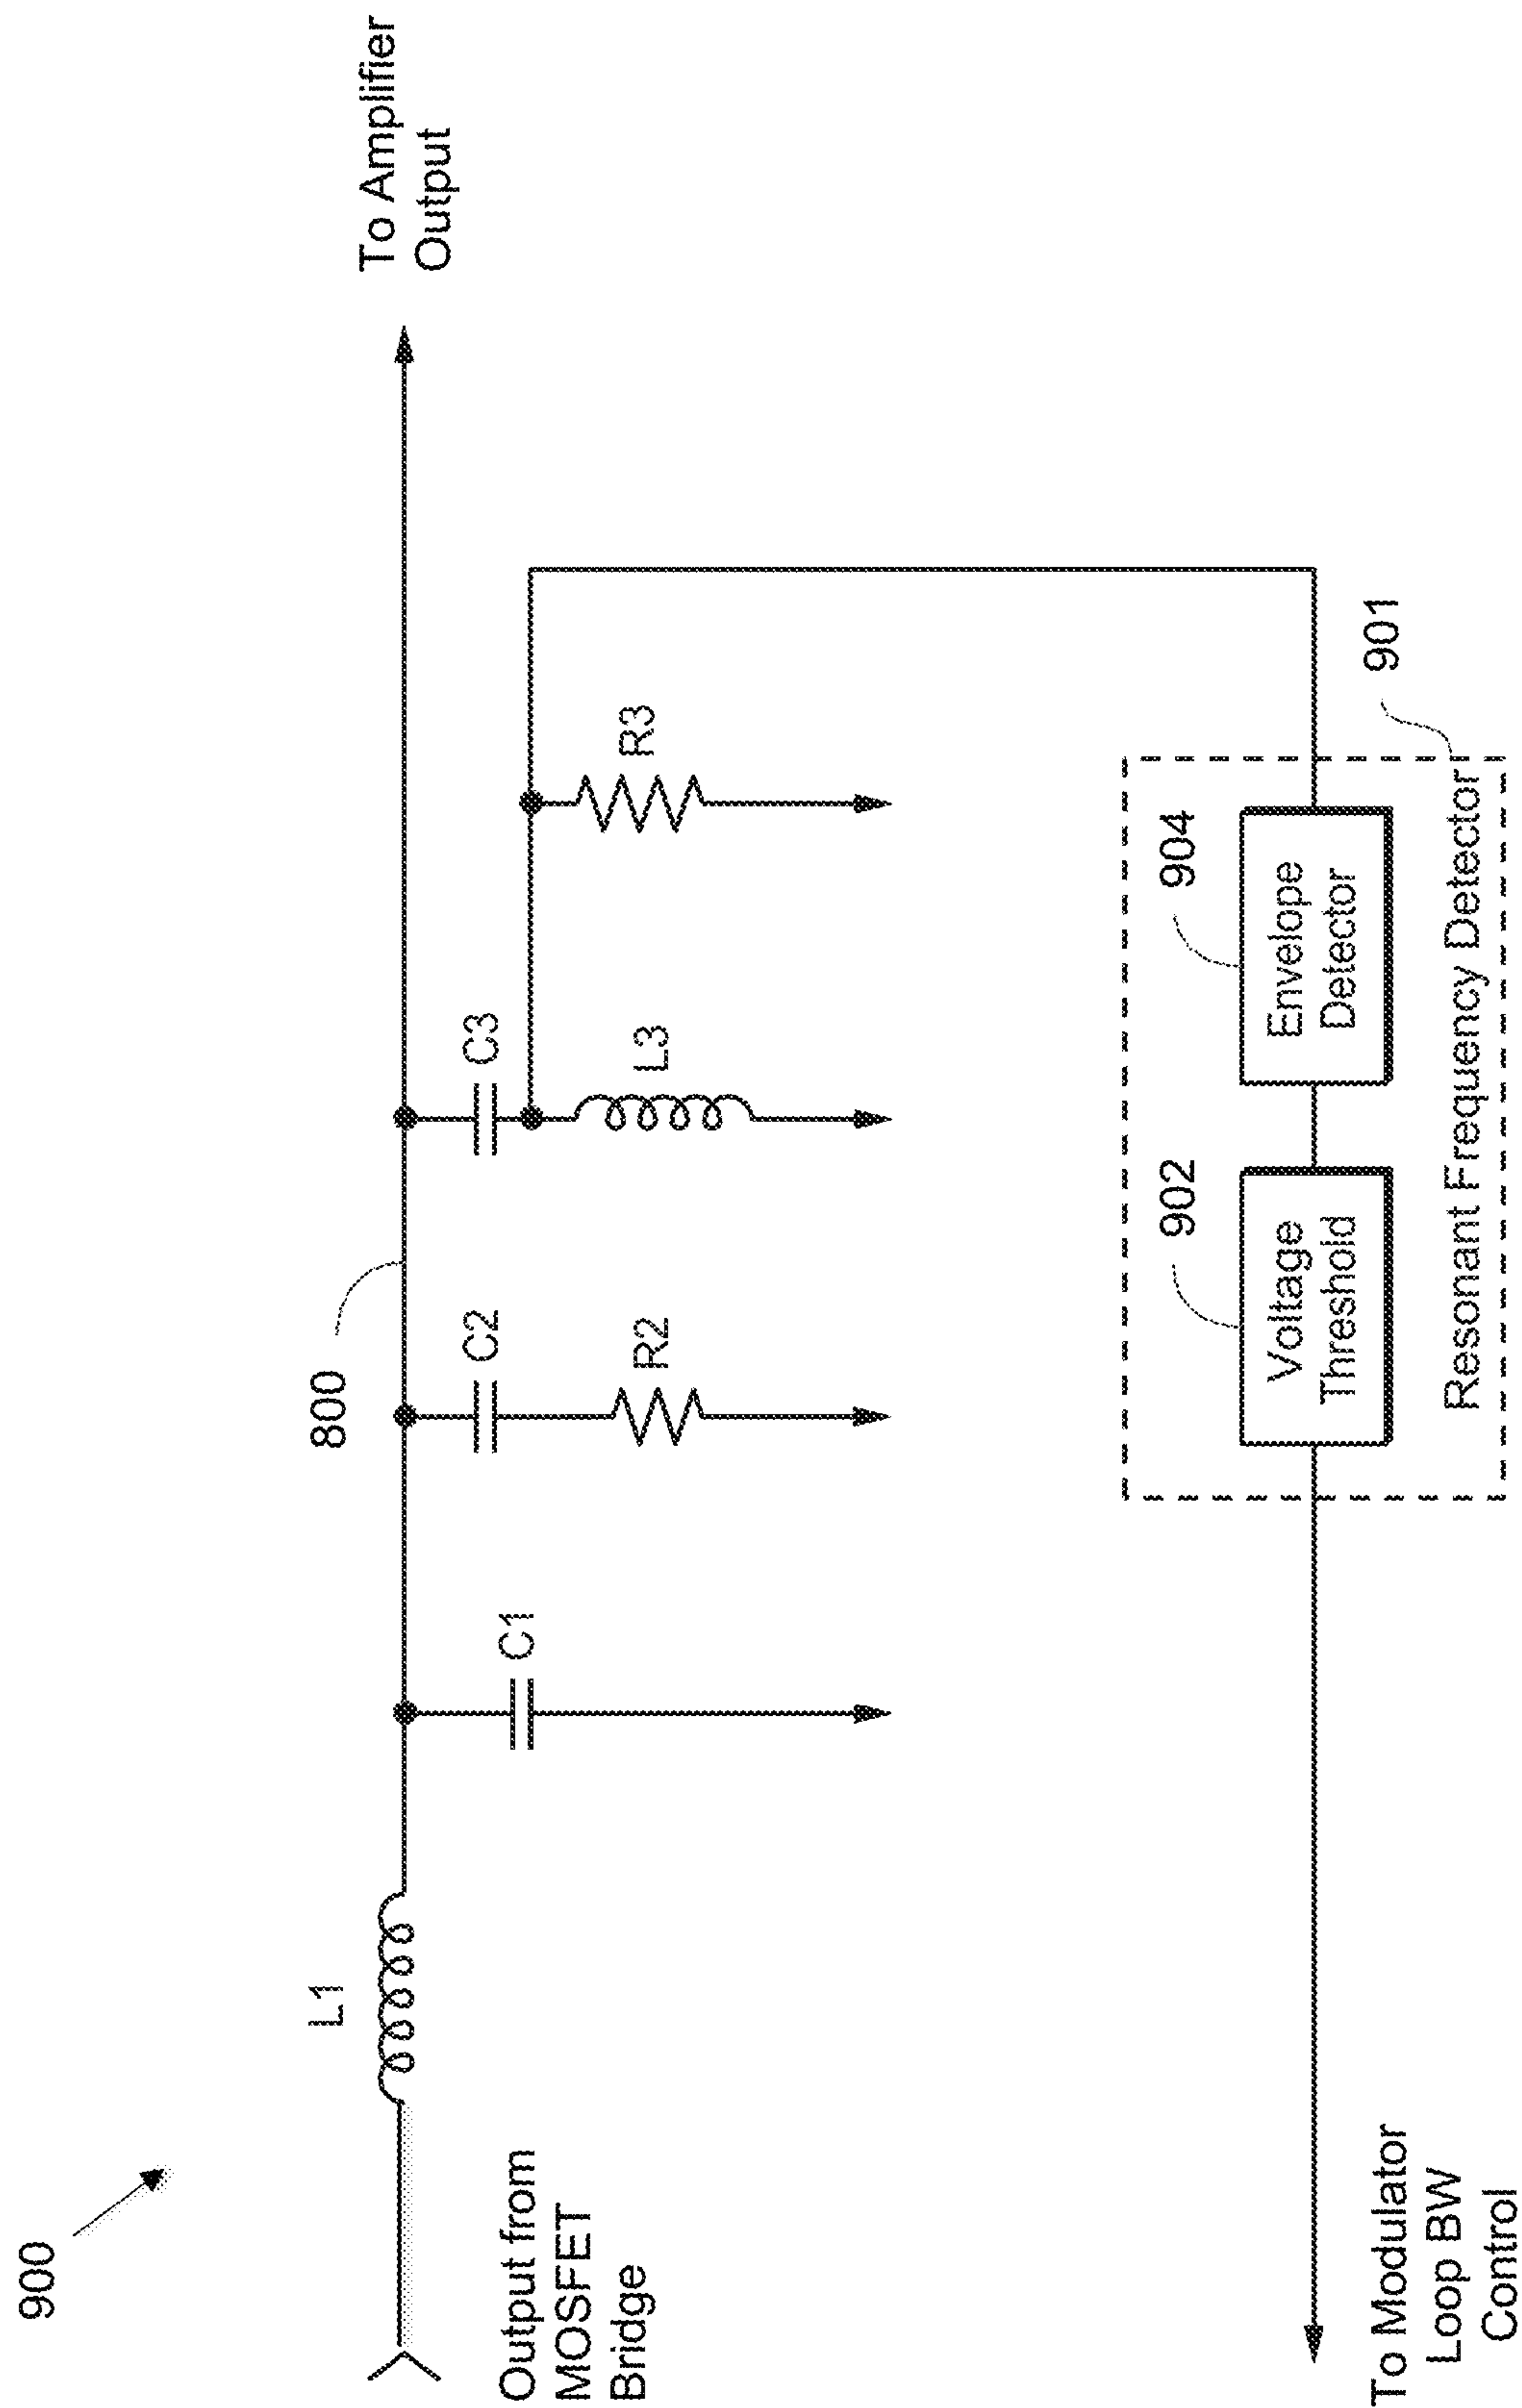 900
Output from
MOSFET
Bridge
L1
C1
800
C2
R2
C3
L3
R3
To Amplifier
Output
To Modulator
Loop BW
Control
902
Voltage
Threshold
904
Envelope
Detector
Resonant Frequency Detector
901